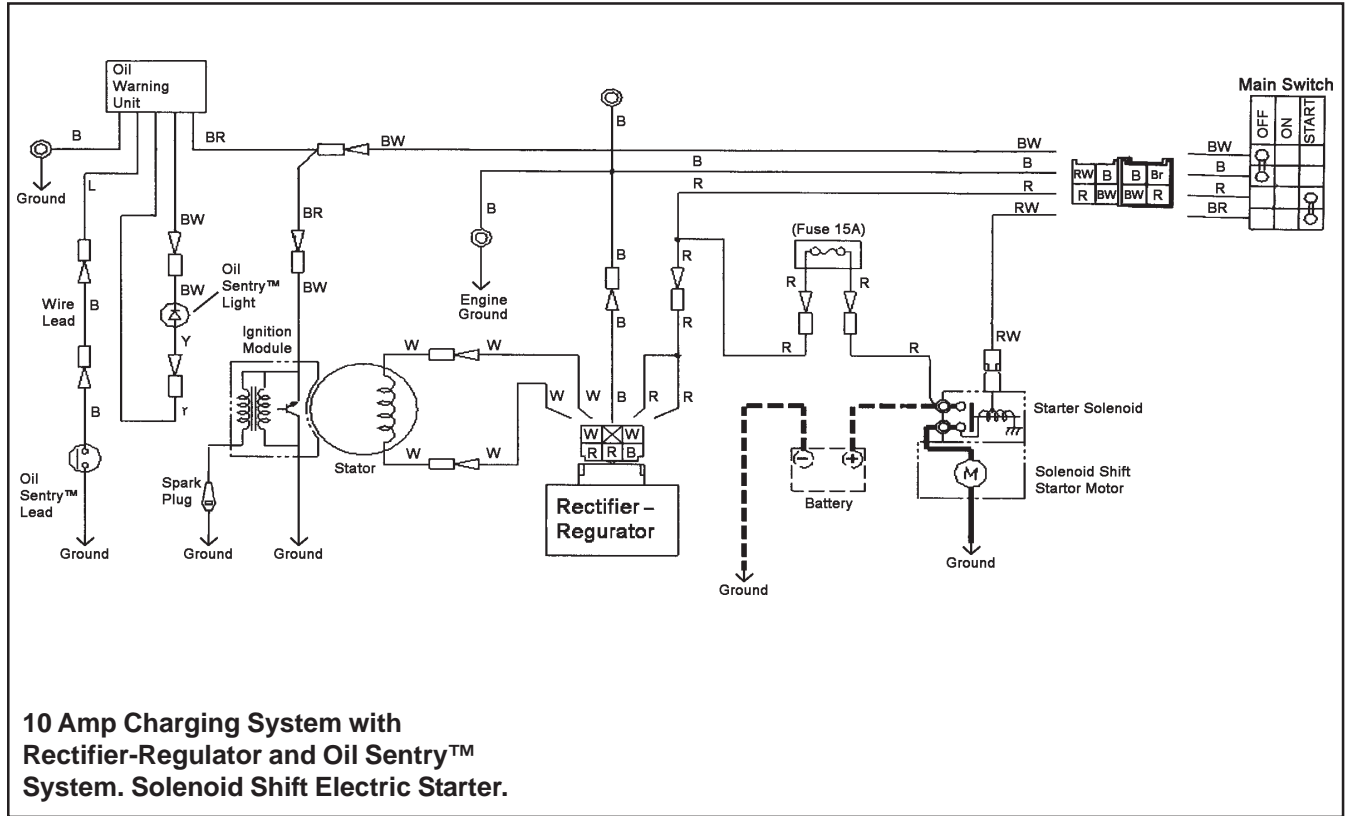 Oil
Warning
Unit
Main Switch
OFF
ON
START
B
BR
BW
B
BW
BW
B
B
R
R
RW
BR
RW B B Br
R BW BW R
Ground
L
BW
BR
B
R
RW
(Fuse 15A)
R
R
B
R
Engine
Ground
Wire
Lead
B
BW
Oil
Sentry™
Light
BW
Y
Y
Ignition
Module
W
W
W
W
Stator
B
R
R
R
RW
W
W
B
R
R
W W
R R B
Rectifier –
Regurator
Starter Solenoid
Solenoid Shift
Startor Motor
M
Battery
B
Oil
Sentry™
Lead
Spark
Plug
Ground
Ground
Ground
Ground
Ground
10 Amp Charging System with
Rectifier-Regulator and Oil Sentry™
System. Solenoid Shift Electric Starter.